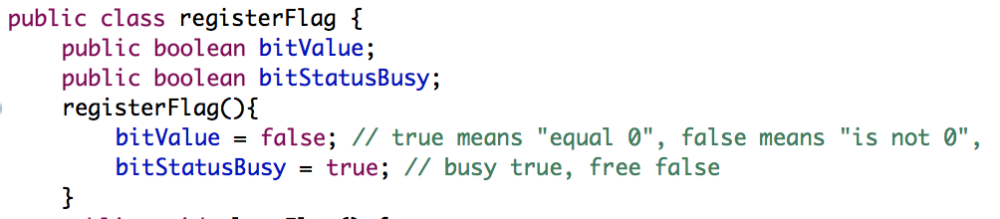 public class registerFlag {
public boolean bitValue;
public boolean bitStatusBusy;
registerFlag(){
bitValue = false; // true means "equal 0", false means "is not 0",
bitStatusBusy = true; // busy true, free false
}